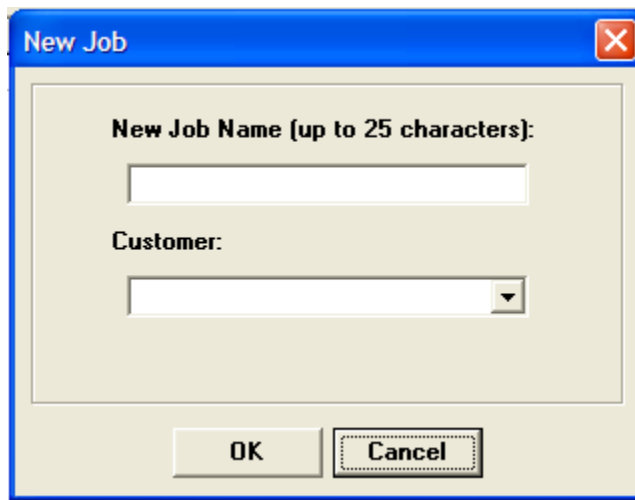 New Job
New Job Name (up to 25 characters):
Customer:
OK
Cancel